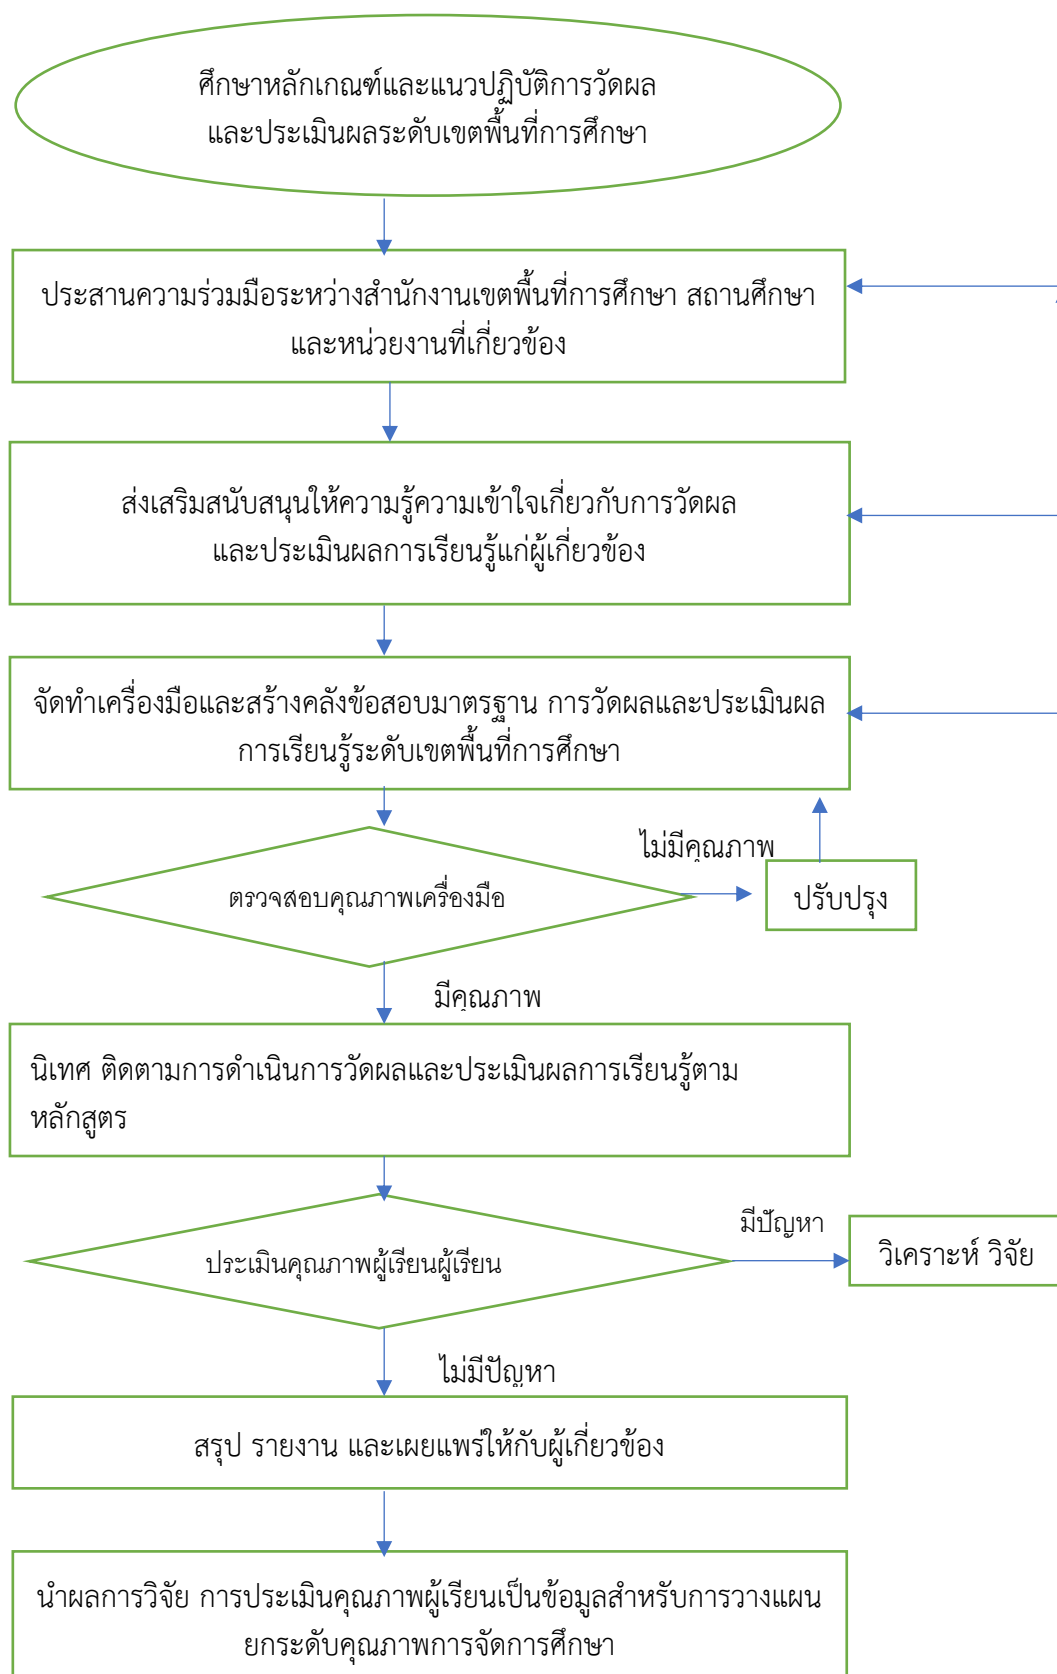 ศึกษาหลักเกณฑ์และแนวปฏิบัติการวัดผล
และประเมินผลระดับเขตพื้นที่การศึกษา
ประสานความร่วมมือระหว่างสำนักงานเขตพื้นที่การศึกษา สถานศึกษา
และหน่วยงานที่เกี่ยวข้อง
ส่งเสริมสนับสนุนให้ความรู้ความเข้าใจเกี่ยวกับการวัดผล
และประเมินผลการเรียนรู้แก่ผู้เกี่ยวข้อง
จัดทำเครื่องมือและสร้างคลังข้อสอบมาตรฐาน การวัดผลและประเมินผล
การเรียนรู้ระดับเขตพื้นที่การศึกษา
ไม่มีคุณภาพ
ตรวจสอบคุณภาพเครื่องมือ
ปรับปรุง
มีคุณภาพ
นิเทศ ติดตามการดำเนินการวัดผลและประเมินผลการเรียนรู้ตาม
หลักสูตร
มีปัญหา
ประเมินคุณภาพผู้เรียนผู้เรียน
วิเคราะห์ วิจัย
ไม่มีปัญหา
สรุป รายงาน และเผยแพร่ให้กับผู้เกี่ยวข้อง
นำผลการวิจัย การประเมินคุณภาพผู้เรียนเป็นข้อมูลสำหรับการวางแผน
ยกระดับคุณภาพการจัดการศึกษา